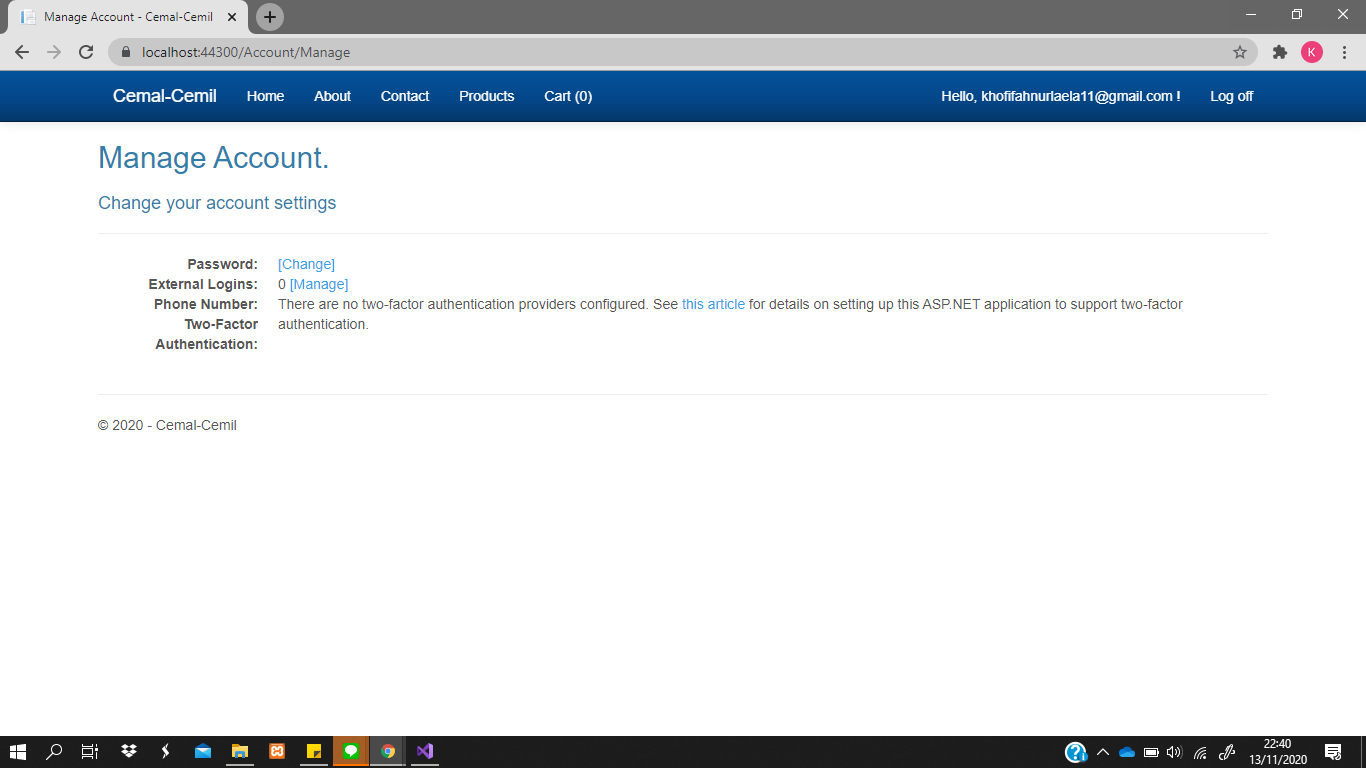 Manage Account - Cemal-Cemil
localhost:44300/Account/Manage
K
Cemal-Cemil Home About Contact Products Cart (0) Hello, khofifahnurlaela11@gmail.com ! Log off
Manage Account.
Change your account settings
Password: [Change]
External Logins: 0 [Manage]
Phone Number: There are no two-factor authentication providers configured. See this article for details on setting up this ASP.NET application to support two-factor
Two-Factor authentication.
Authentication:
© 2020 - Cemal-Cemil
22:40
13/11/2020